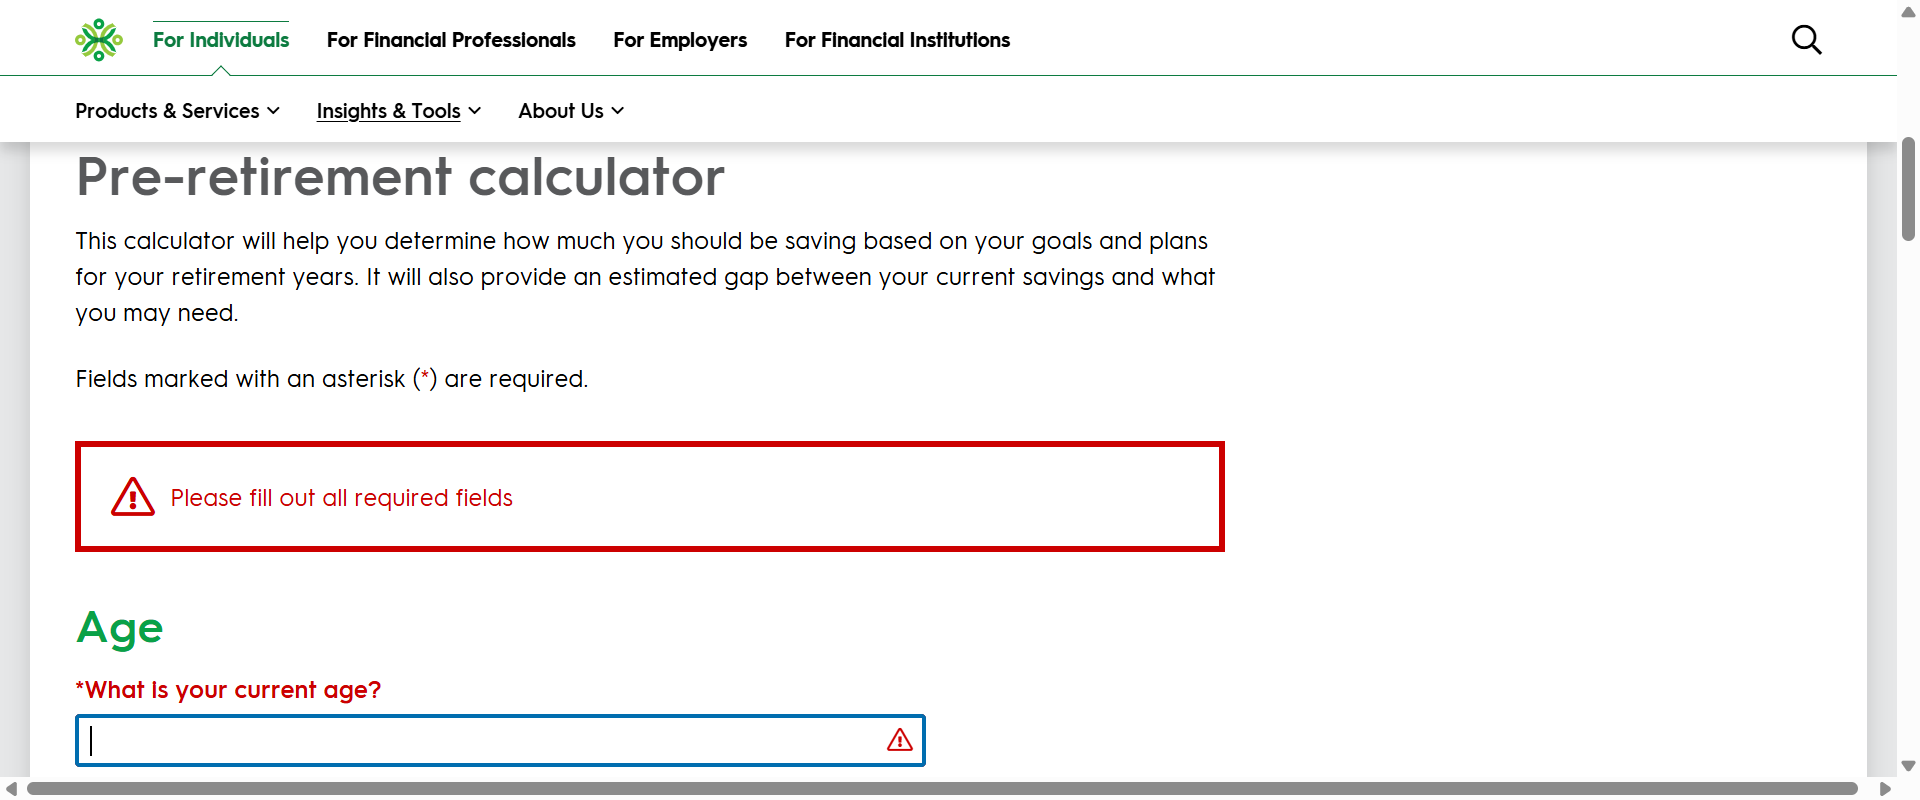 For Individuals
For Financial Professionals
For Employers
For Financial Institutions
Products & Services
Insights & Tools
About Us
Pre-retirement calculator
This calculator will help you determine how much you should be saving based on your goals and plans
for your retirement years. It will also provide an estimated gap between your current savings and what
you may need.
Fields marked with an asterisk (*) are required.
Please fill out all required fields
Age
*What is your current age?